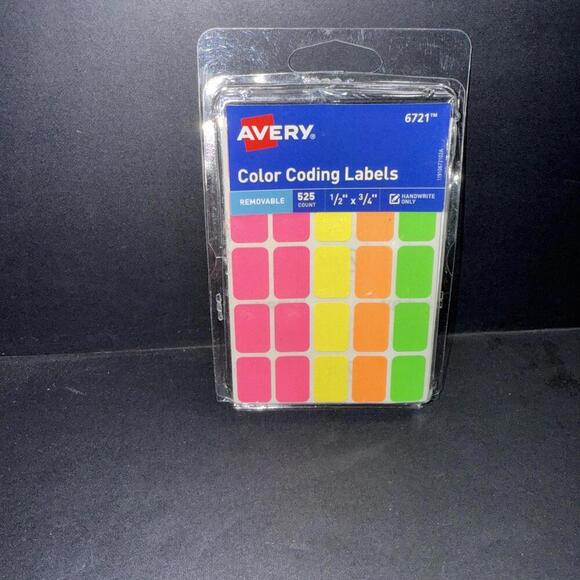 AVERY®
6721™
Color Coding Labels
REMOVABLE 525 COUNT 1/2" x 3/4" HANDWRITE ONLY